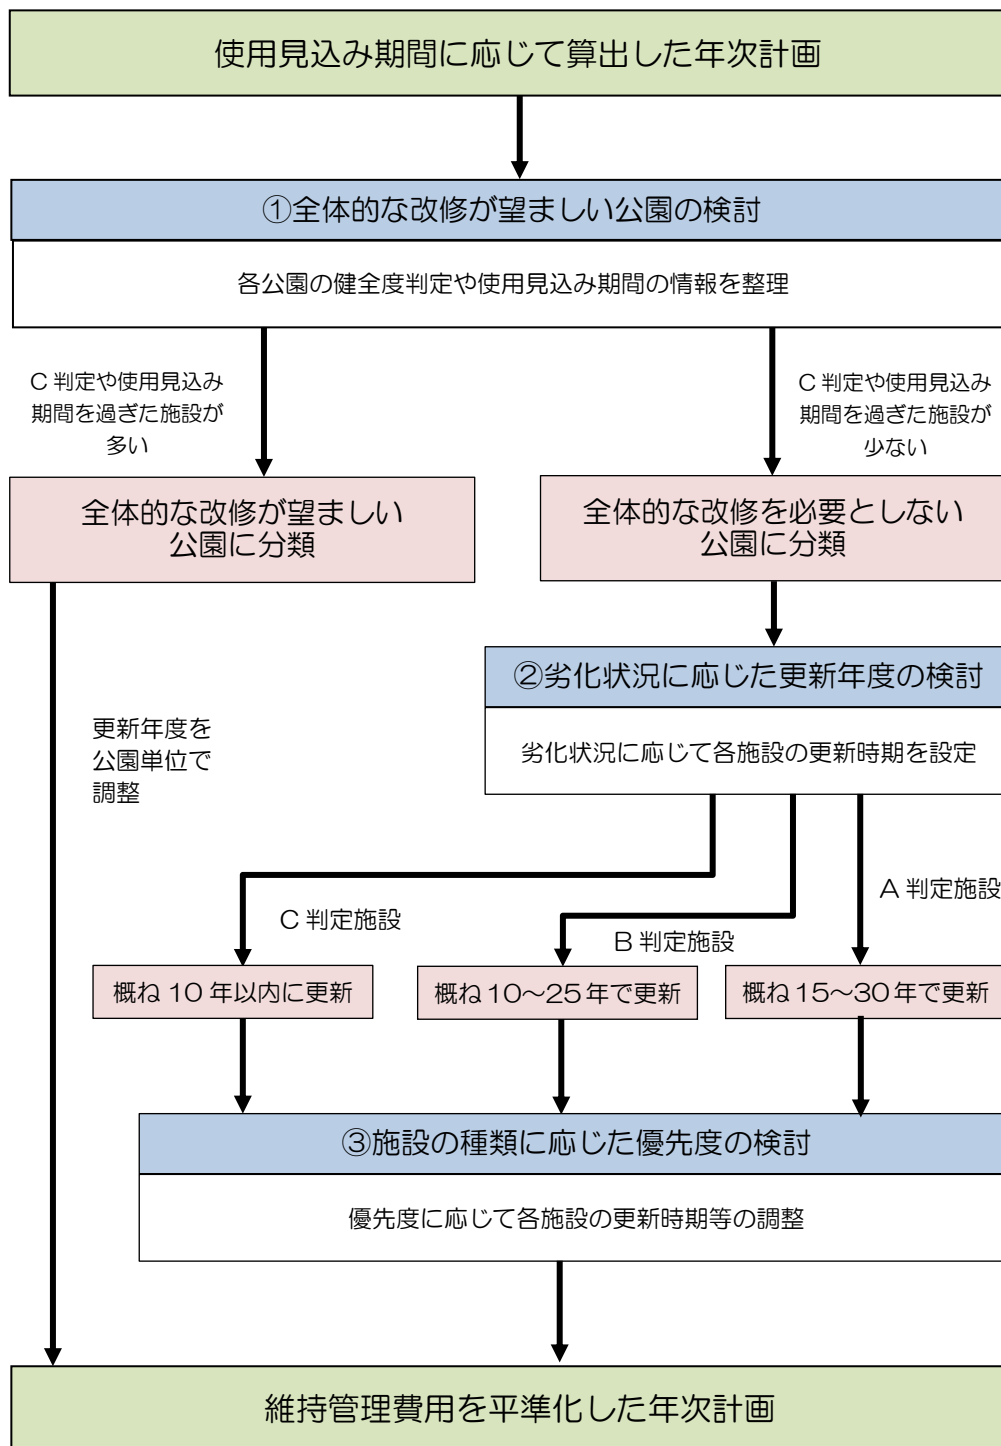 使用見込み期間に応じて算出した年次計画
①全体的な改修が望ましい公園の検討
各公園の健全度判定や使用見込み期間の情報を整理
C 判定や使用見込み
期間を過ぎた施設が
多い
C 判定や使用見込み
期間を過ぎた施設が
少ない
全体的な改修が望ましい
公園に分類
全体的な改修を必要としない
公園に分類
②劣化状況に応じた更新年度の検討
劣化状況に応じて各施設の更新時期を設定
更新年度を
公園単位で
調整
C 判定施設
B 判定施設
A 判定施設
概ね 10 年以内に更新
概ね 10～25 年で更新
概ね 15～30 年で更新
③施設の種類に応じた優先度の検討
優先度に応じて各施設の更新時期等の調整
維持管理費用を平準化した年次計画